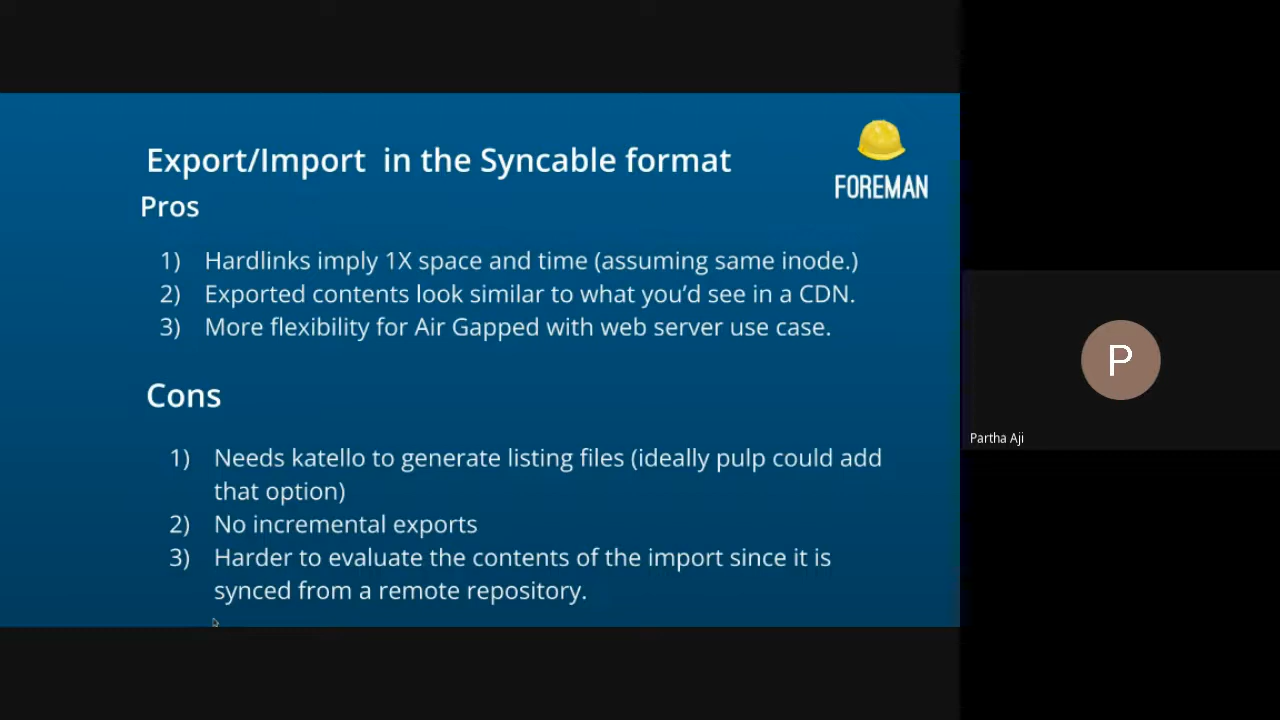 Export/Import in the Syncable format
FOREMAN
Pros
1) Hardlinks imply 1X space and time (assuming same inode.)
2) Exported contents look similar to what you’d see in a CDN.
3) More flexibility for Air Gapped with web server use case.
Cons
1) Needs katello to generate listing files (ideally pulp could add
that option)
2) No incremental exports
3) Harder to evaluate the contents of the import since it is
synced from a remote repository.
P
Partha Aji